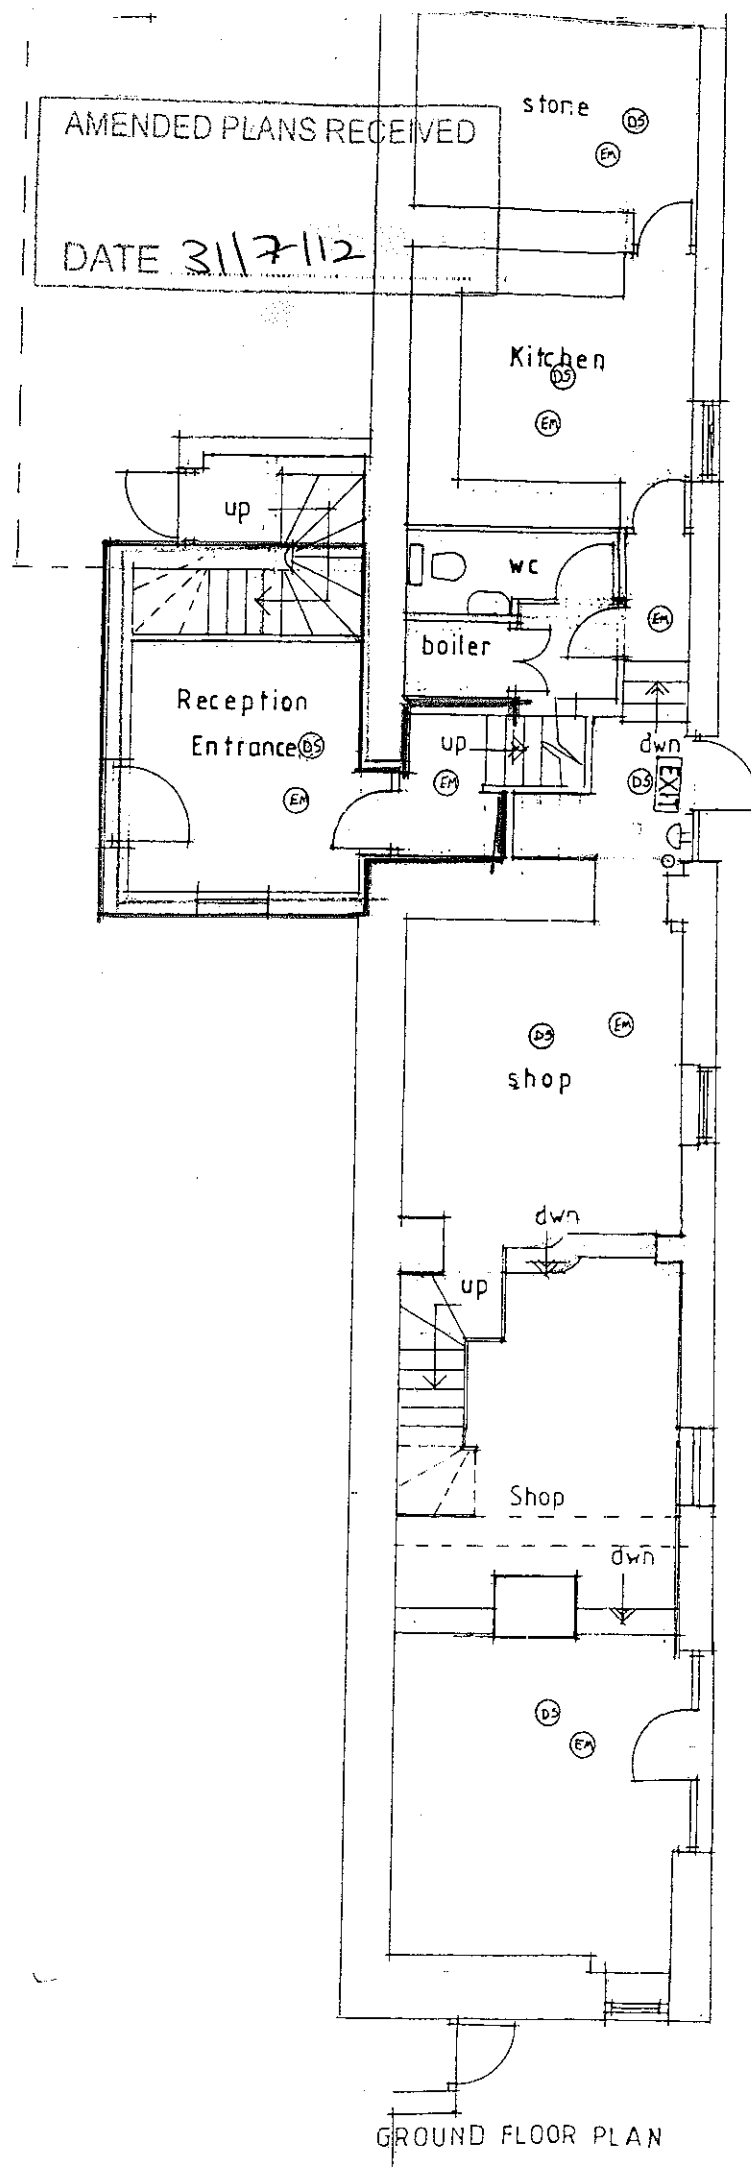 store
DS
EM
AMENDED PLANS RECEIVED
DATE 31/7/12
Kitchen
DS
EM
up
wc
EM
boiler
Reception
Entrance DS
EM
up
EM
dwn
DS
EXIT
DS
EM
shop
dwn
up
Shop
dwn
DS
EM
GROUND FLOOR PLAN